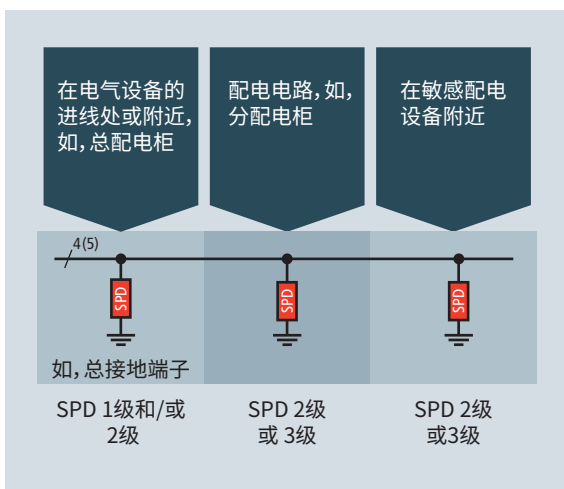 在电气设备的
进线处或附近，
如，总配电柜
配电电路，如，
分配电柜
在敏感配电
设备附近
4(5)
SPD
SPD
SPD
如，总接地端子
SPD 1级和/或
2级
SPD 2级
或 3级
SPD 2级
或3级